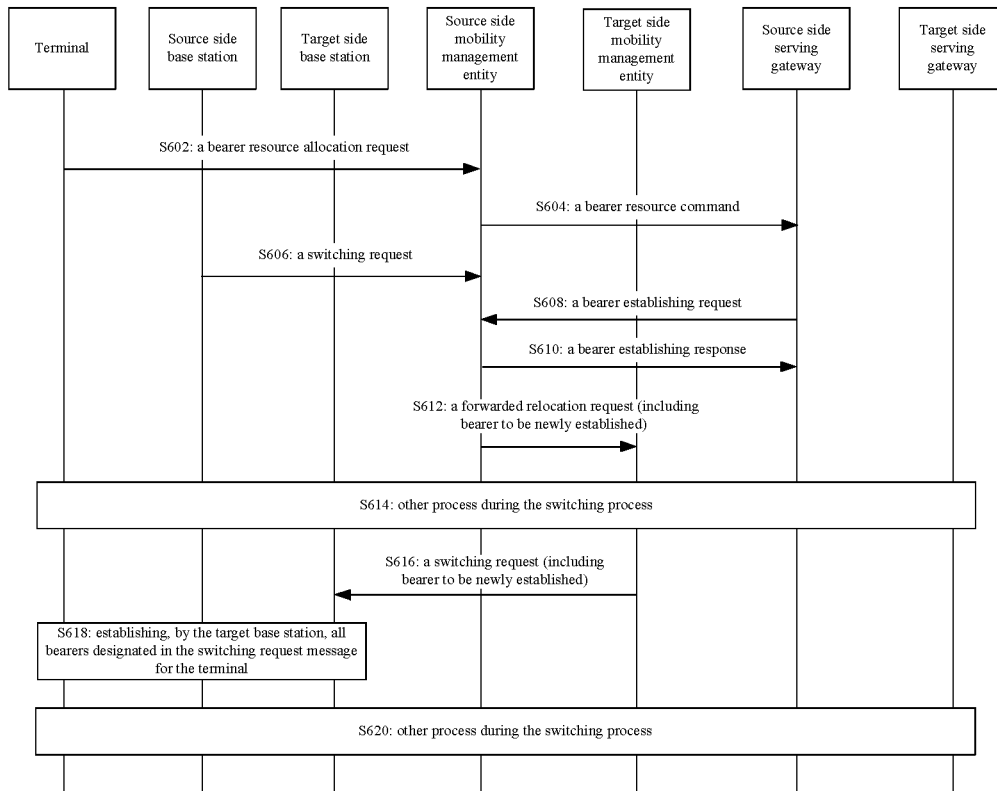 Terminal
Source side
base station
Target side
base station
Source side
mobility
management
entity
Target side
mobility
management
entity
Source side
serving
gateway
Target side
serving
gateway
S602: a bearer resource allocation request
S604: a bearer resource command
S606: a switching request
S608: a bearer establishing request
S610: a bearer establishing response
S612: a forwarded relocation request (including
bearer to be newly established)
S614: other process during the switching process
S616: a switching request (including
bearer to be newly established)
S618: establishing, by the target base station, all
bearers designated in the switching request message
for the terminal
S620: other process during the switching process